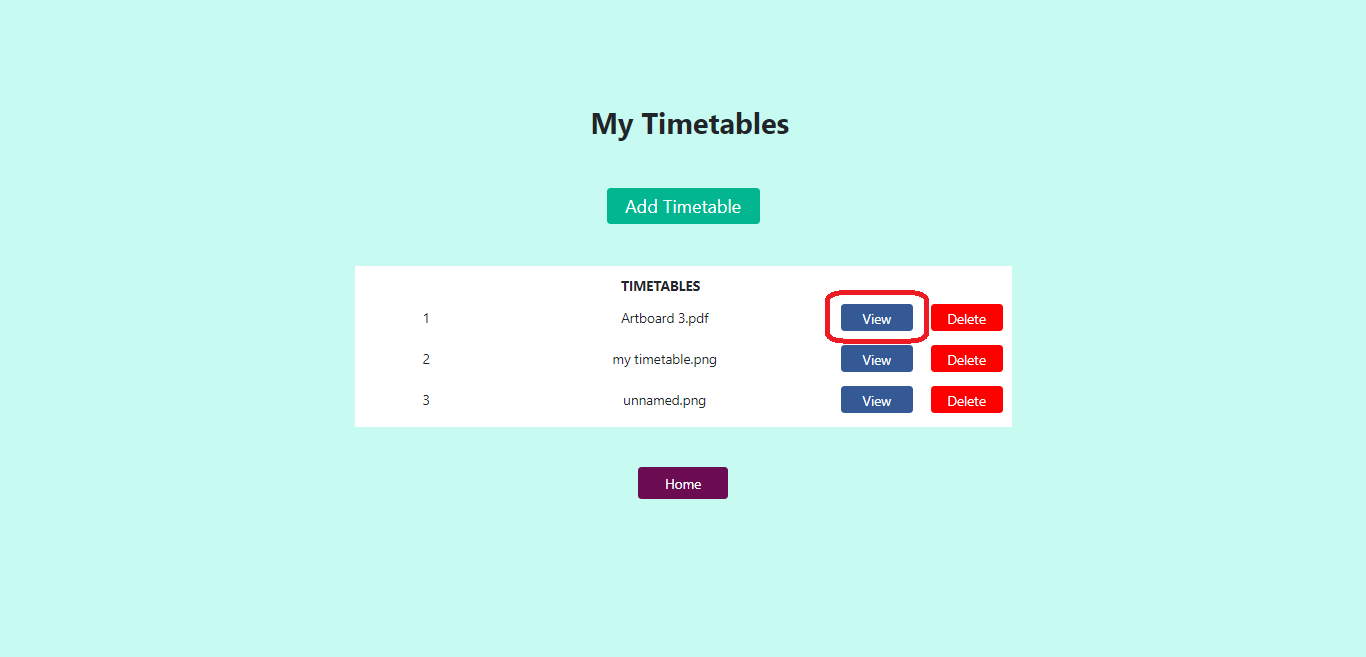 My Timetables
Add Timetable
TIMETABLES
1 Artboard 3.pdf View Delete
2 my timetable.png View Delete
3 unnamed.png View Delete
Home